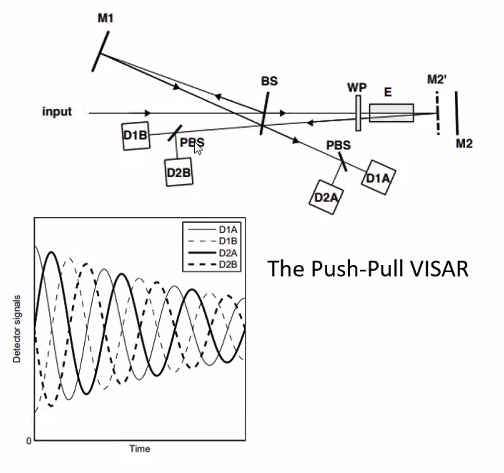 M1
BS
WP
E
M2'
input
D1B
PBS
PBS
M2
D2B
D1A
D2A
D1A
D1B
D2A
D2B
The Push-Pull VISAR
Detector signals
0
Time